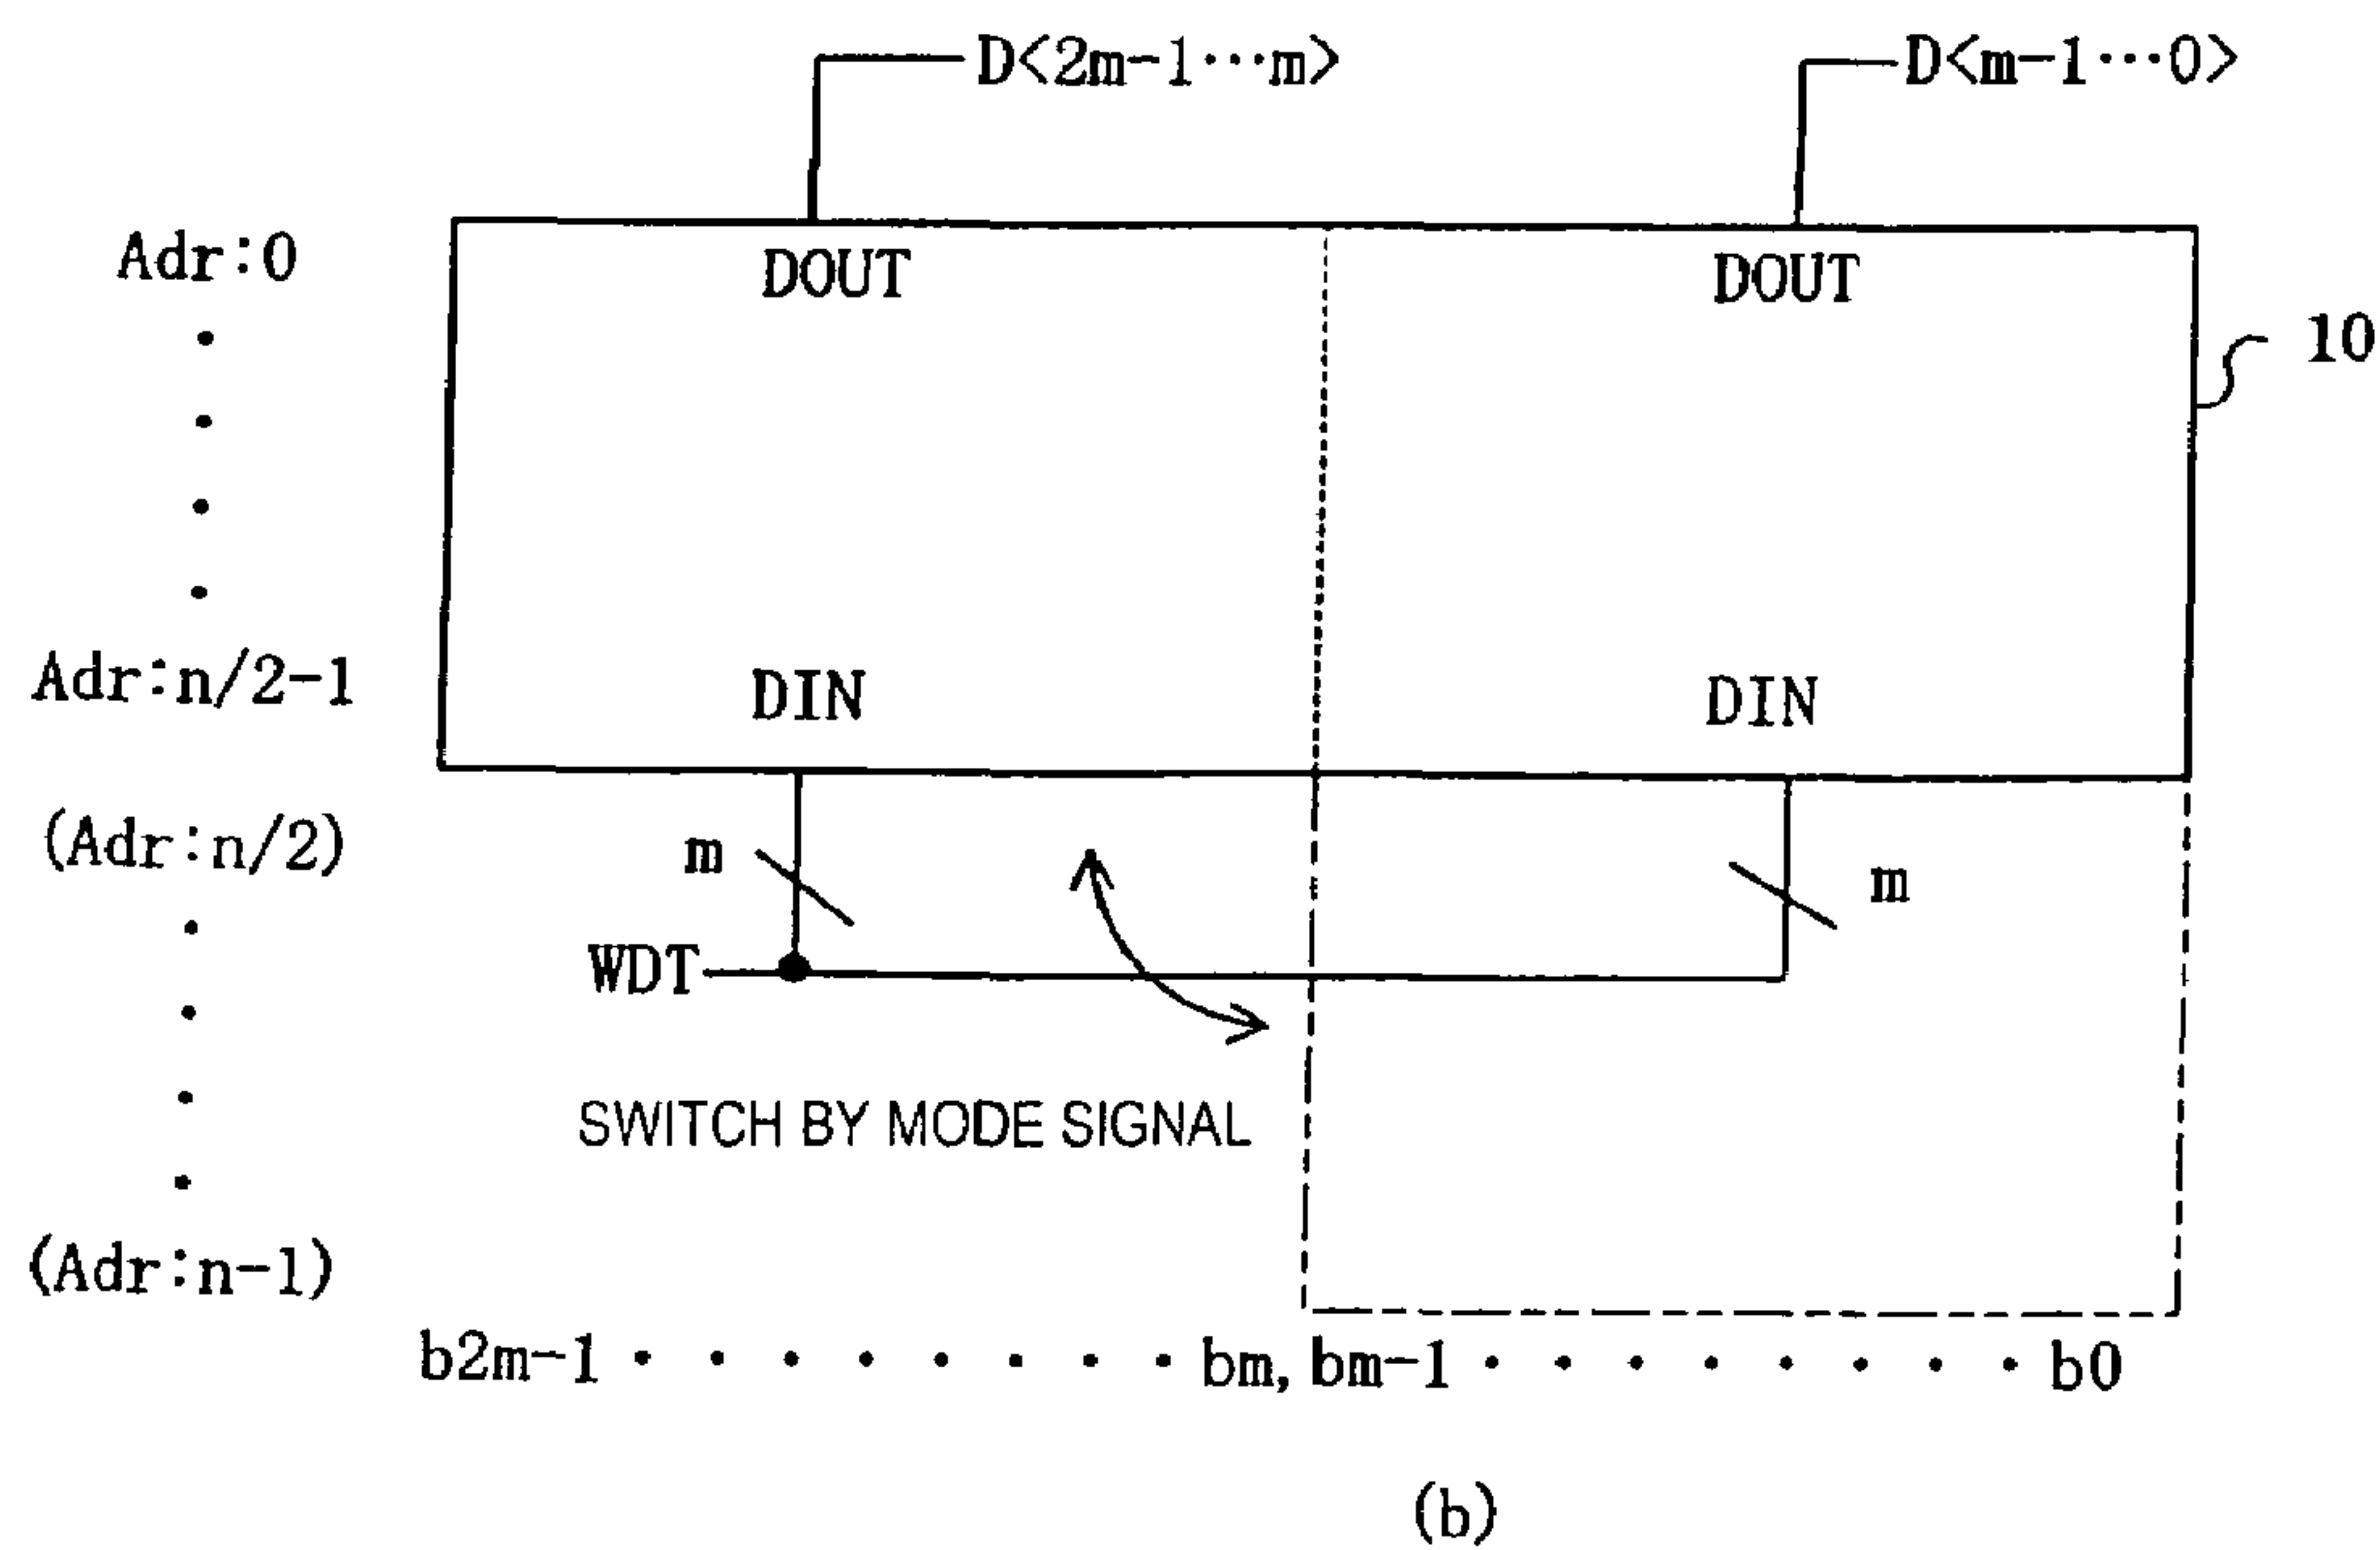 D<2m-1···m>
D<m-1···0>
Adr:0
DOUT
DOUT
10
Adr:n/2-1
DIN
DIN
(Adr:n/2)
m
m
WDT
SWITCH BY MODE SIGNAL
(Adr:n-1)
b2m-1 · · · · · · · · bm, bm-1 · · · · · · · · b0
(b)